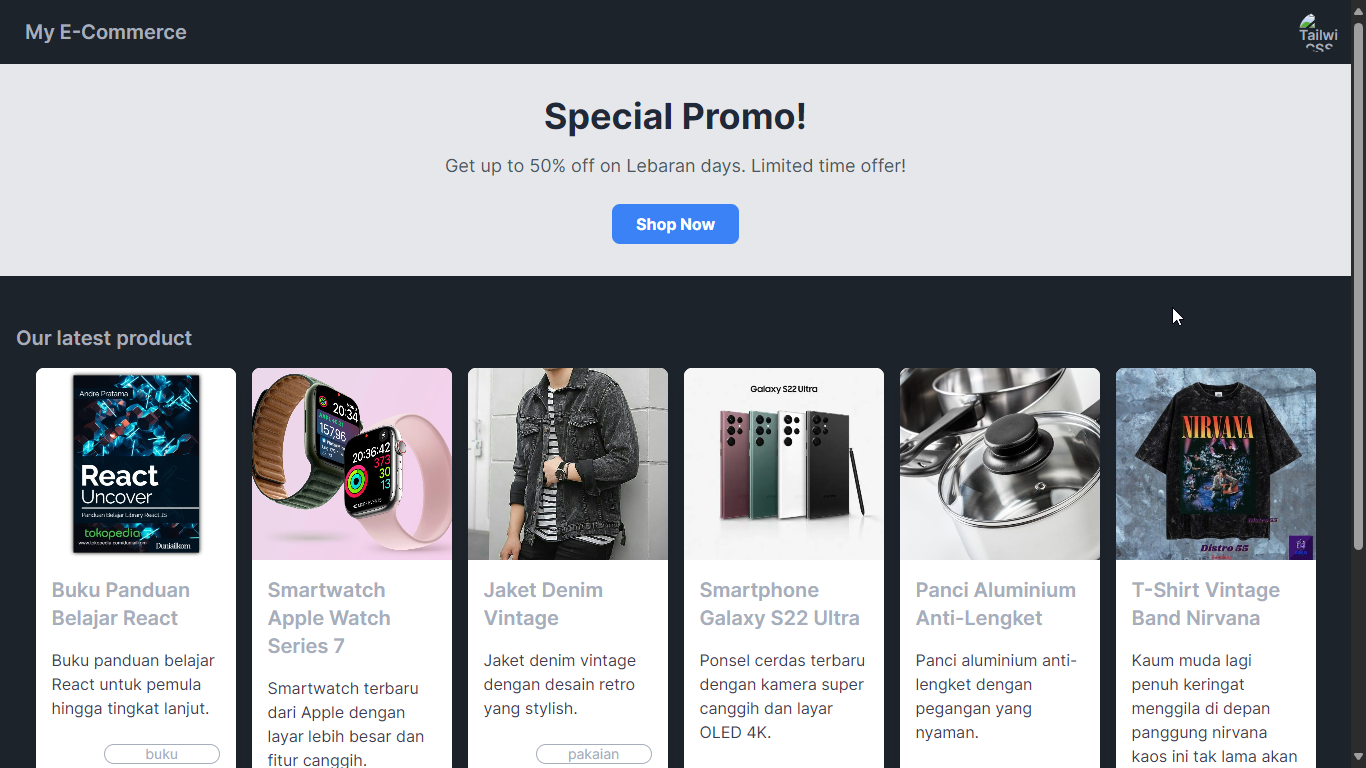 My E-Commerce
Tailwi
CSS
Special Promo!
Get up to 50% off on Lebaran days. Limited time offer!
Shop Now
Our latest product
Andre Pratama
React
Uncover
Panduan Belajar Library React JS
tokopedia
Duniailkom
20:34
15796
20:36:42
373
30
13
Galaxy S22 Ultra
NIRVANA
Distro 55
Buku Panduan
Belajar React
Buku panduan belajar
React untuk pemula
hingga tingkat lanjut.
buku
Smartwatch
Apple Watch
Series 7
Smartwatch terbaru
dari Apple dengan
layar lebih besar dan
fitur canggih.
Jaket Denim
Vintage
Jaket denim vintage
dengan desain retro
yang stylish.
pakaian
Smartphone
Galaxy S22 Ultra
Ponsel cerdas terbaru
dengan kamera super
canggih dan layar
OLED 4K.
Panci Aluminium
Anti-Lengket
Panci aluminium anti-
lengket dengan
pegangan yang
nyaman.
T-Shirt Vintage
Band Nirvana
Kaum muda lagi
penuh keringat
menggila di depan
panggung nirvana
kaos ini tak lama akan